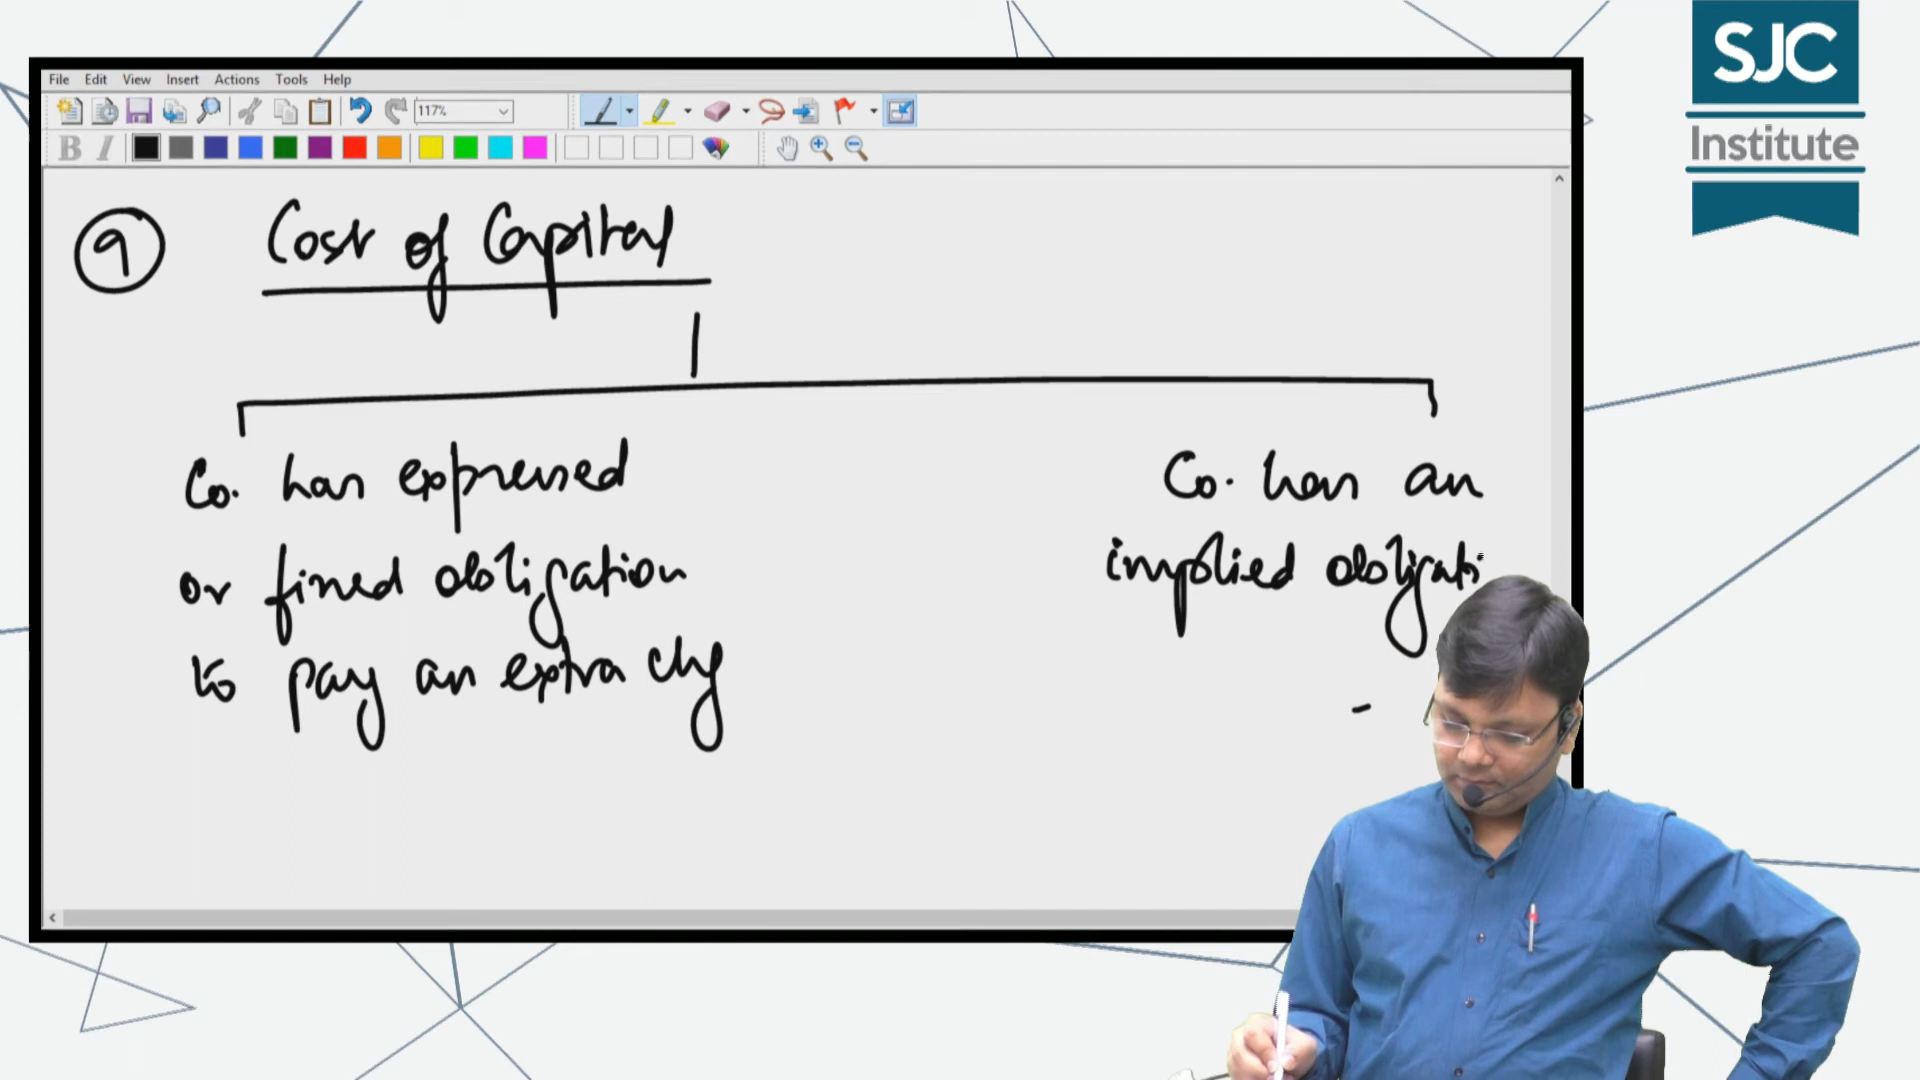 SJC
Institute
File Edit View Insert Actions Tools Help
117%
B I
9 Cost of Capital
Co. has expressed
or fixed obligation
to pay an extra chg
Co. has an
implied obligati
-